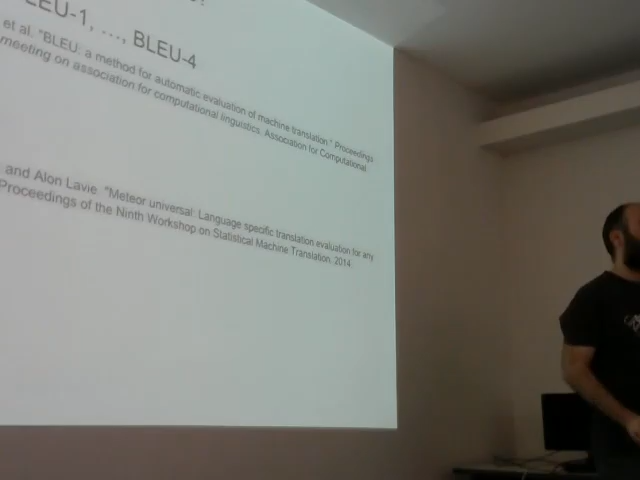 LEU-1, ..., BLEU-4
et al. "BLEU: a method for automatic evaluation of machine translation." Proceedings
meeting on association for computational linguistics. Association for Computational
and Alon Lavie. "Meteor universal: Language specific translation evaluation for any
Proceedings of the Ninth Workshop on Statistical Machine Translation. 2014.